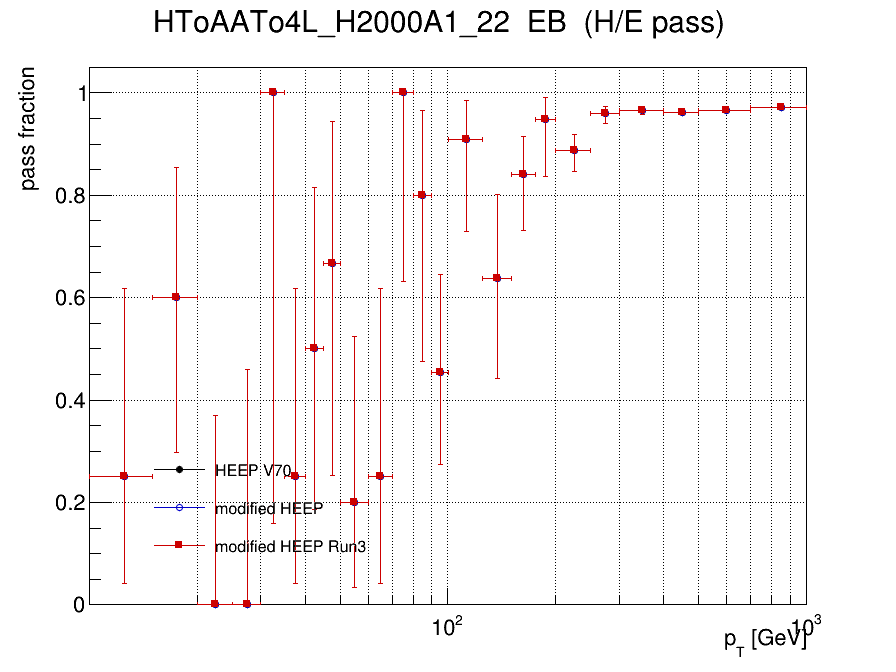 HToAATo4L_H2000A1_22 EB (H/E pass)
pass fraction
1
0.8
0.6
0.4
0.2
0
HEEP V70
modified HEEP
modified HEEP Run3
10²
10³
p_T [GeV]